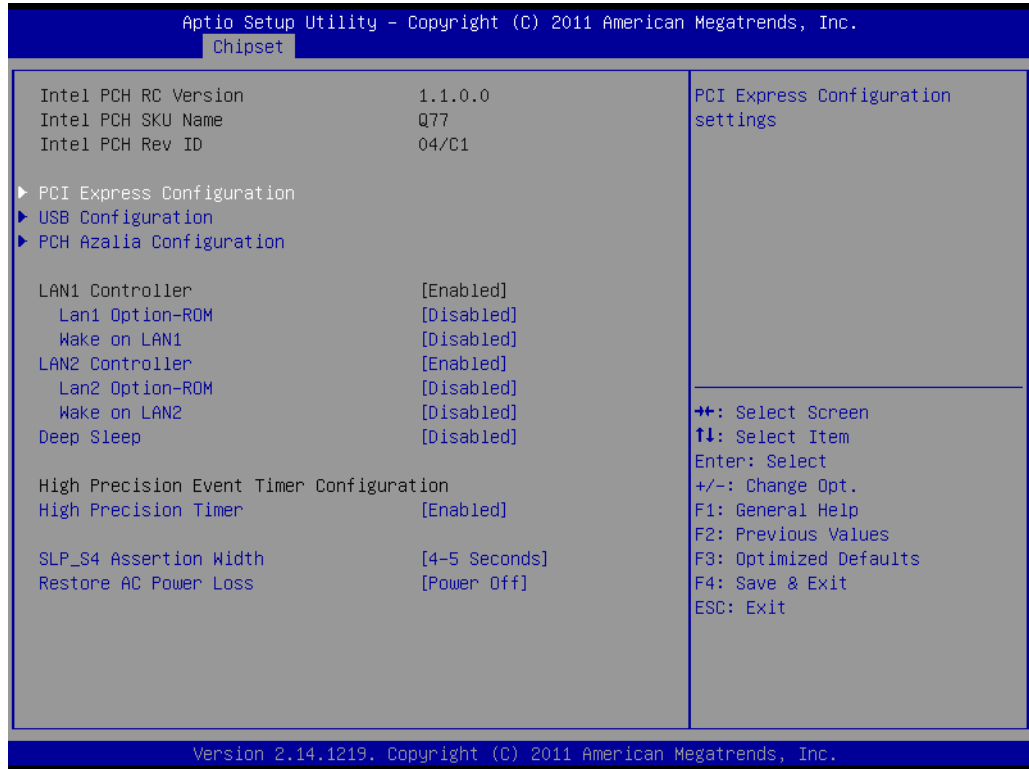 Aptio Setup Utility – Copyright (C) 2011 American Megatrends, Inc.
Chipset
Intel PCH RC Version 1.1.0.0
Intel PCH SKU Name Q77
Intel PCH Rev ID 04/C1
PCI Express Configuration
USB Configuration
PCH Azalia Configuration
LAN1 Controller [Enabled]
Lan1 Option-ROM [Disabled]
Wake on LAN1 [Disabled]
LAN2 Controller [Enabled]
Lan2 Option-ROM [Disabled]
Wake on LAN2 [Disabled]
Deep Sleep [Disabled]
High Precision Event Timer Configuration
High Precision Timer [Enabled]
SLP_S4 Assertion Width [4-5 Seconds]
Restore AC Power Loss [Power Off]
PCI Express Configuration
settings
→←: Select Screen
↑↓: Select Item
Enter: Select
+/-: Change Opt.
F1: General Help
F2: Previous Values
F3: Optimized Defaults
F4: Save & Exit
ESC: Exit
Version 2.14.1219. Copyright (C) 2011 American Megatrends, Inc.